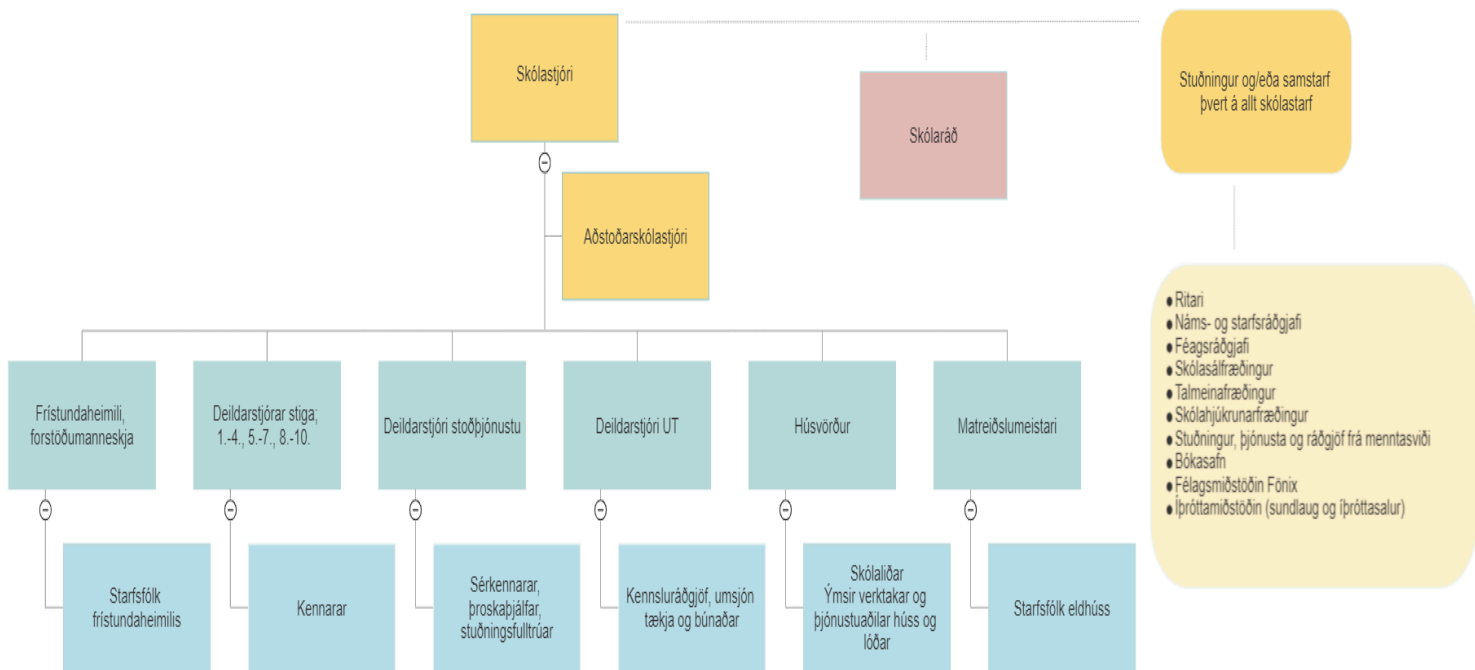 Skólastjóri
Skólaráð
Stuðningur og/eða samstarf
þvert á allt skólastarf
Aðstoðarskólastjóri
Frístundaheimili,
forstöðumanneskja
Deildarstjórar stiga;
1.-4., 5.-7., 8.-10.
Deildarstjóri stoðþjónustu
Deildarstjóri UT
Húsvörður
Matreiðslumeistari
Starfsfólk
frístundaheimilis
Kennarar
Sérkennarar,
þroskaþjálfar,
stuðningsfulltrúar
Kennsluráðgjöf, umsjón
tækja og búnaðar
Skólaliðar
Ýmsir verktakar og
þjónustuaðilar húss og
lóðar
Starfsfólk eldhúss
● Ritari
● Náms- og starfsráðgjafi
● Féagsráðgjafi
● Skólasálfræðingur
● Talmeinafræðingur
● Skólahjúkrunarfræðingur
● Stuðningur, þjónusta og ráðgjöf frá menntasviði
● Bókasafn
● Félagsmiðstöðin Fönix
● Íþróttamiðstöðin (sundlaug og íþróttasalur)